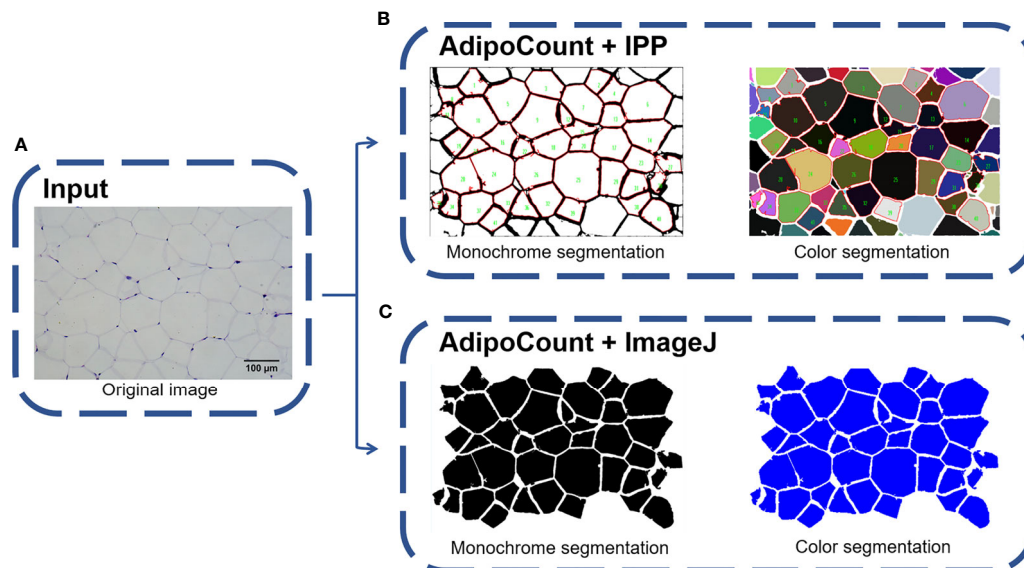 A
Input
100 µm
Original image
B
AdipoCount + IPP
Monochrome segmentation
Color segmentation
C
AdipoCount + ImageJ
Monochrome segmentation
Color segmentation